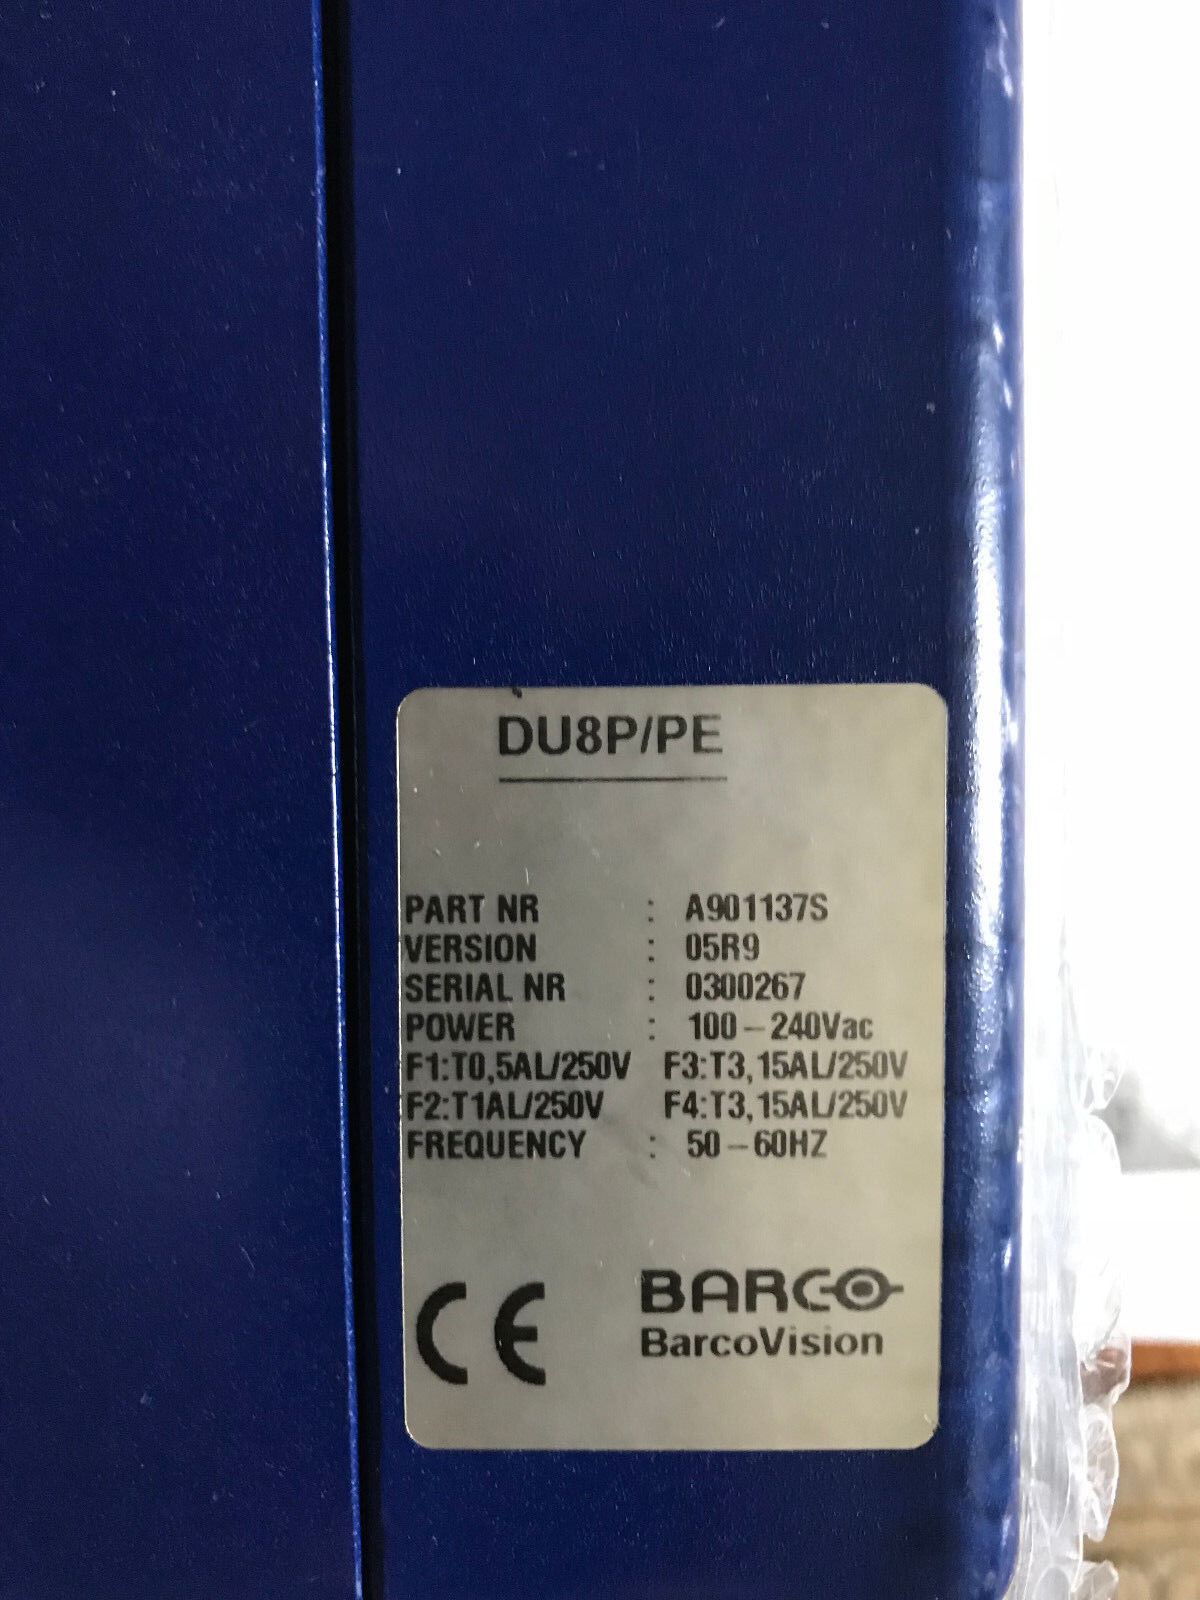 DU8P/PE
PART NR : A901137S
VERSION : 05R9
SERIAL NR : 0300267
POWER : 100-240Vac
F1:T0,5AL/250V F3:T3,15AL/250V
F2:T1AL/250V F4:T3,15AL/250V
FREQUENCY : 50-60HZ
CE
BARCO
BarcoVision